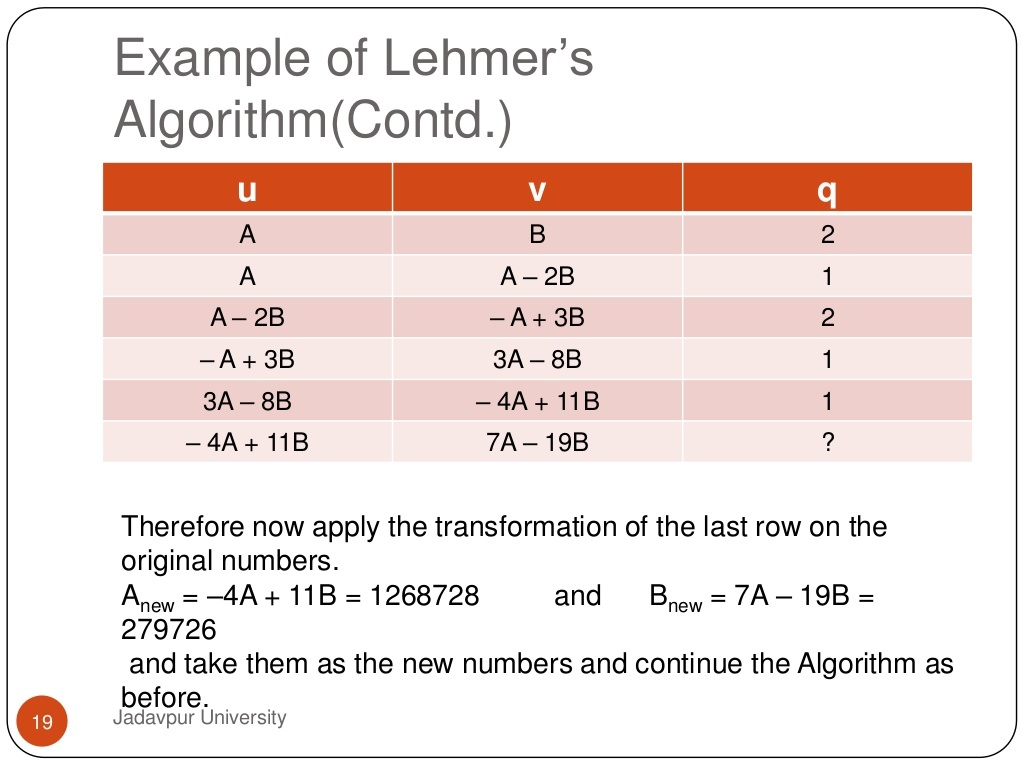 Example of Lehmer’s
Algorithm(Contd.)
u v q
A B 2
A A – 2B 1
A – 2B – A + 3B 2
– A + 3B 3A – 8B 1
3A – 8B – 4A + 11B 1
– 4A + 11B 7A – 19B ?
Therefore now apply the transformation of the last row on the
original numbers.
Anew = –4A + 11B = 1268728 and Bnew = 7A – 19B =
279726
and take them as the new numbers and continue the Algorithm as
before.
19 Jadavpur University